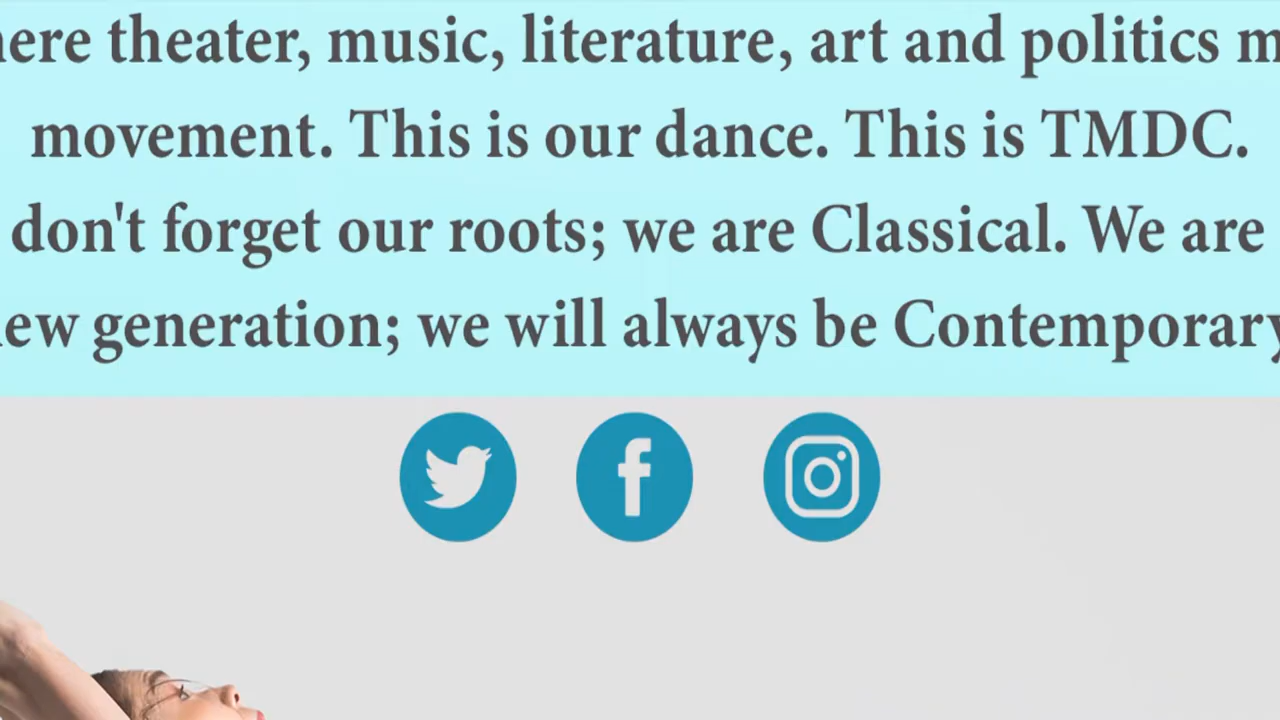 theater, music, literature, art and politics
movement. This is our dance. This is TMDC.
don't forget our roots; we are Classical. We are
generation; we will always be Contemporary